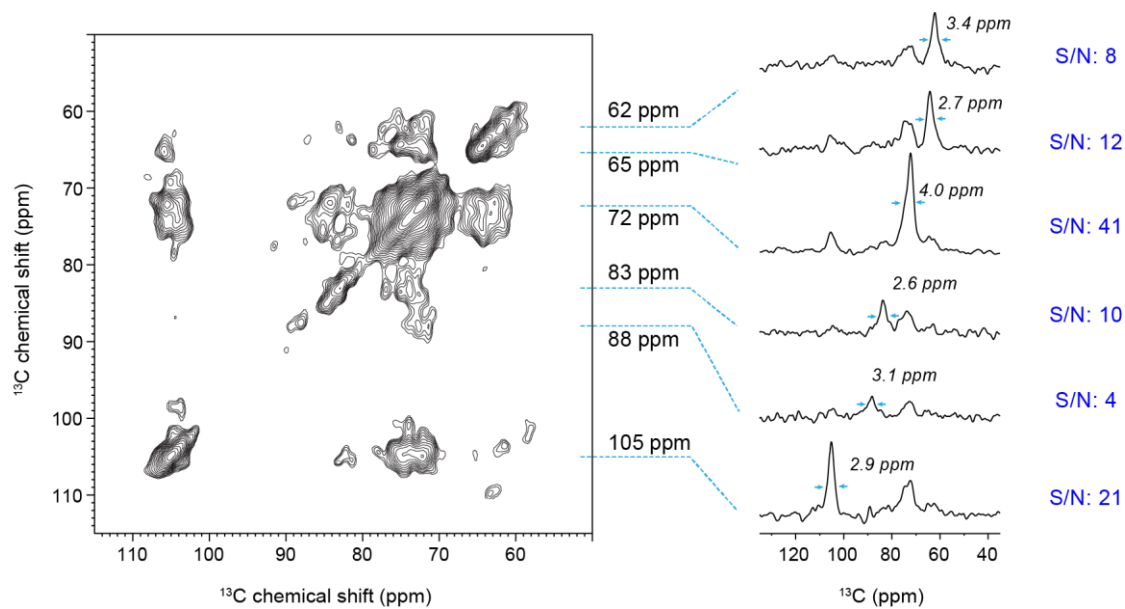 3.4 ppm
S/N: 8
62 ppm
2.7 ppm
S/N: 12
65 ppm
72 ppm
4.0 ppm
S/N: 41
83 ppm
2.6 ppm
S/N: 10
88 ppm
3.1 ppm
S/N: 4
105 ppm
2.9 ppm
S/N: 21
¹³C chemical shift (ppm)
60
70
80
90
100
110
110 100 90 80 70 60
¹³C chemical shift (ppm)
120 100 80 60 40
¹³C (ppm)